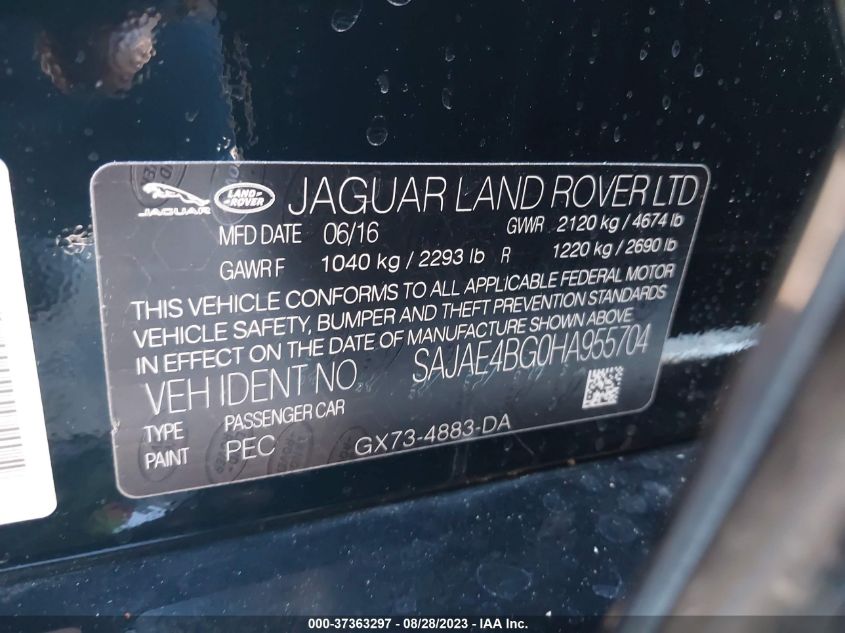 JAGUAR LAND-ROVER JAGUAR LAND ROVER LTD
MFD DATE 06/16 GWR 2120 kg / 4674 lb
GAWR F 1040 kg / 2293 lb R 1220 kg / 2690 lb
THIS VEHICLE CONFORMS TO ALL APPLICABLE FEDERAL MOTOR
VEHICLE SAFETY, BUMPER AND THEFT PREVENTION STANDARDS
IN EFFECT ON THE DATE OF MANUFACTURE SHOWN ABOVE
VEH IDENT NO. SAJAE4BG0HA955704
TYPE PASSENGER CAR
PAINT PEC GX73-4883-DA
000-37363297 - 08/28/2023 - IAA Inc.